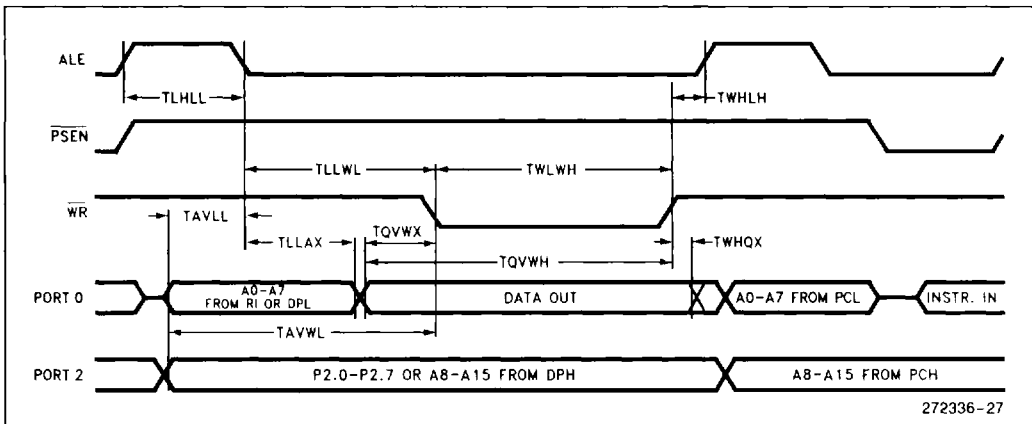 ALE
TLHLL
TWHLH
PSEN
TLLWL
TWLWH
WR
TAVLL
TQVWX
TLLAX
TWHQX
TQVWH
PORT 0
A0-A7
FROM RI OR DPL
DATA OUT
A0-A7 FROM PCL
INSTR. IN
TAVWL
PORT 2
P2.0-P2.7 OR A8-A15 FROM DPH
A8-A15 FROM PCH
272336-27